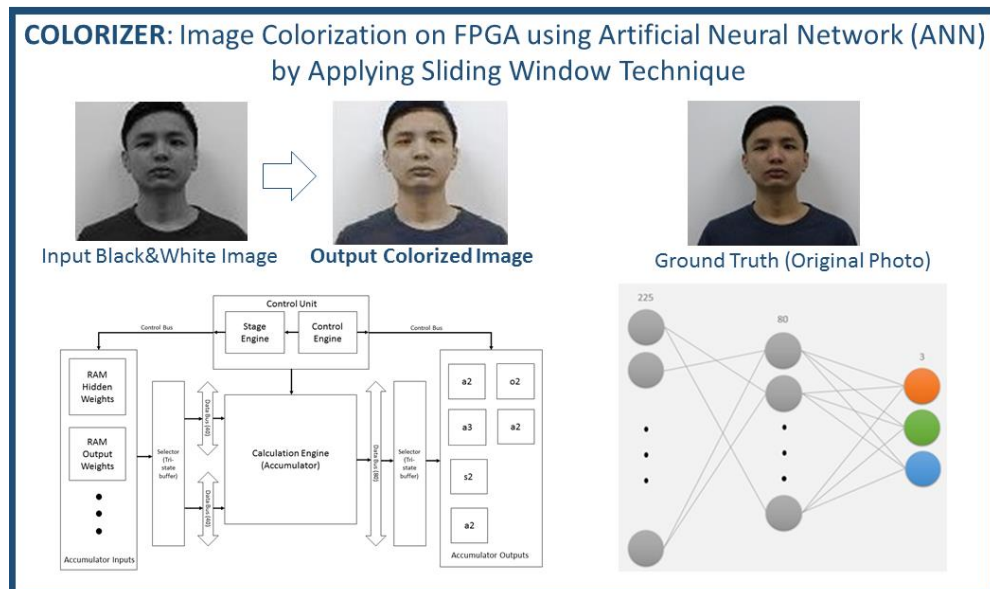 COLORIZER: Image Colorization on FPGA using Artificial Neural Network (ANN)
by Applying Sliding Window Technique
Input Black&White Image
Output Colorized Image
Ground Truth (Original Photo)
Control Unit
Stage
Engine
Control
Engine
Control Bus
Control Bus
RAM
Hidden
Weights
RAM
Output
Weights
Accumulator Inputs
Selector
(Tri-
state
buffer)
Data Bus (40)
Data Bus (40)
Calculation Engine
(Accumulator)
Data Bus (80)
Selector
(Tri-state
buffer)
a2
o2
a3
a2
s2
a2
Accumulator Outputs
225
80
3